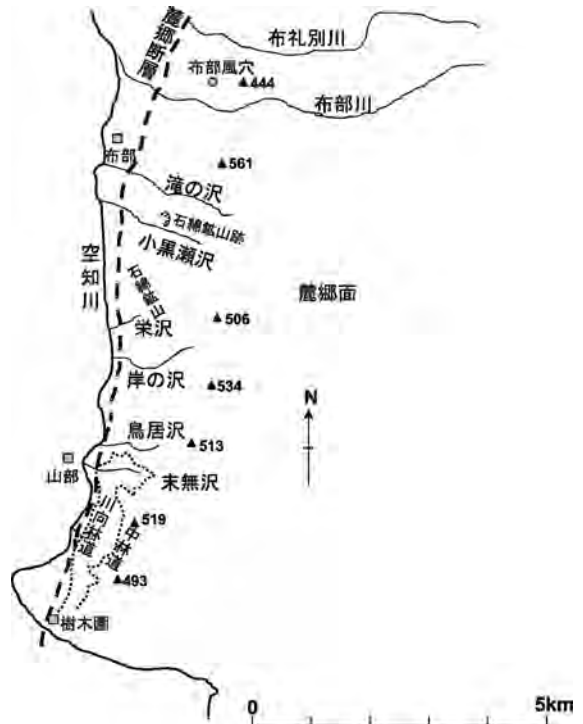 布礼別川
麓郷断層
布部風穴
▲444
布部川
布部
▲561
滝の沢
石綿鉱山跡
小黒瀬沢
空知川
石綿鉱山
麓郷面
▲506
栄沢
岸の沢
▲534
N
鳥居沢
▲513
山部
末無沢
川向林道
▲519
中林道
▲493
樹木園
0
5km